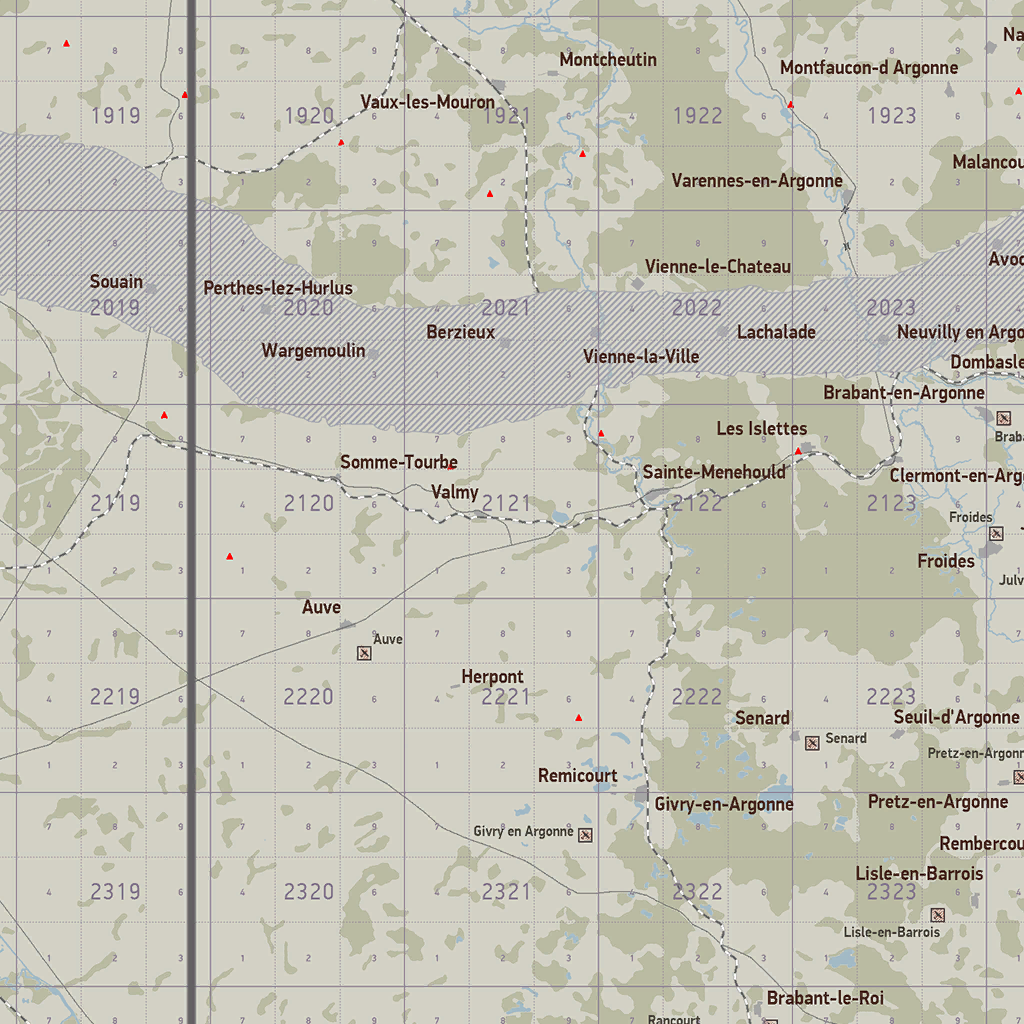 Na
Montcheutin
Montfaucon-d Argonne
Vaux-les-Mouron
1919
1920
1921
1922
1923
Malancou
Varennes-en-Argonne
Avoc
Vienne-le-Chateau
Souain
Perthes-lez-Hurlus
2019
2020
2021
2022
2023
Berzieux
Lachalade
Neuvilly en Argo
Wargemoulin
Vienne-la-Ville
Dombasle
Brabant-en-Argonne
Les Islettes
Braba
Somme-Tourbe
Sainte-Menehould
Clermont-en-Argo
Valmy
2119
2120
2121
2122
2123
Froides
Froides
Julv
Auve
Auve
Herpont
2219
2220
2221
2222
2223
Senard
Seuil-d'Argonne
Senard
Pretz-en-Argonn
Remicourt
Givry-en-Argonne
Pretz-en-Argonne
Givry en Argonne
Rembercou
Lisle-en-Barrois
2319
2320
2321
2322
2323
Lisle-en-Barrois
Brabant-le-Roi
Rancourt